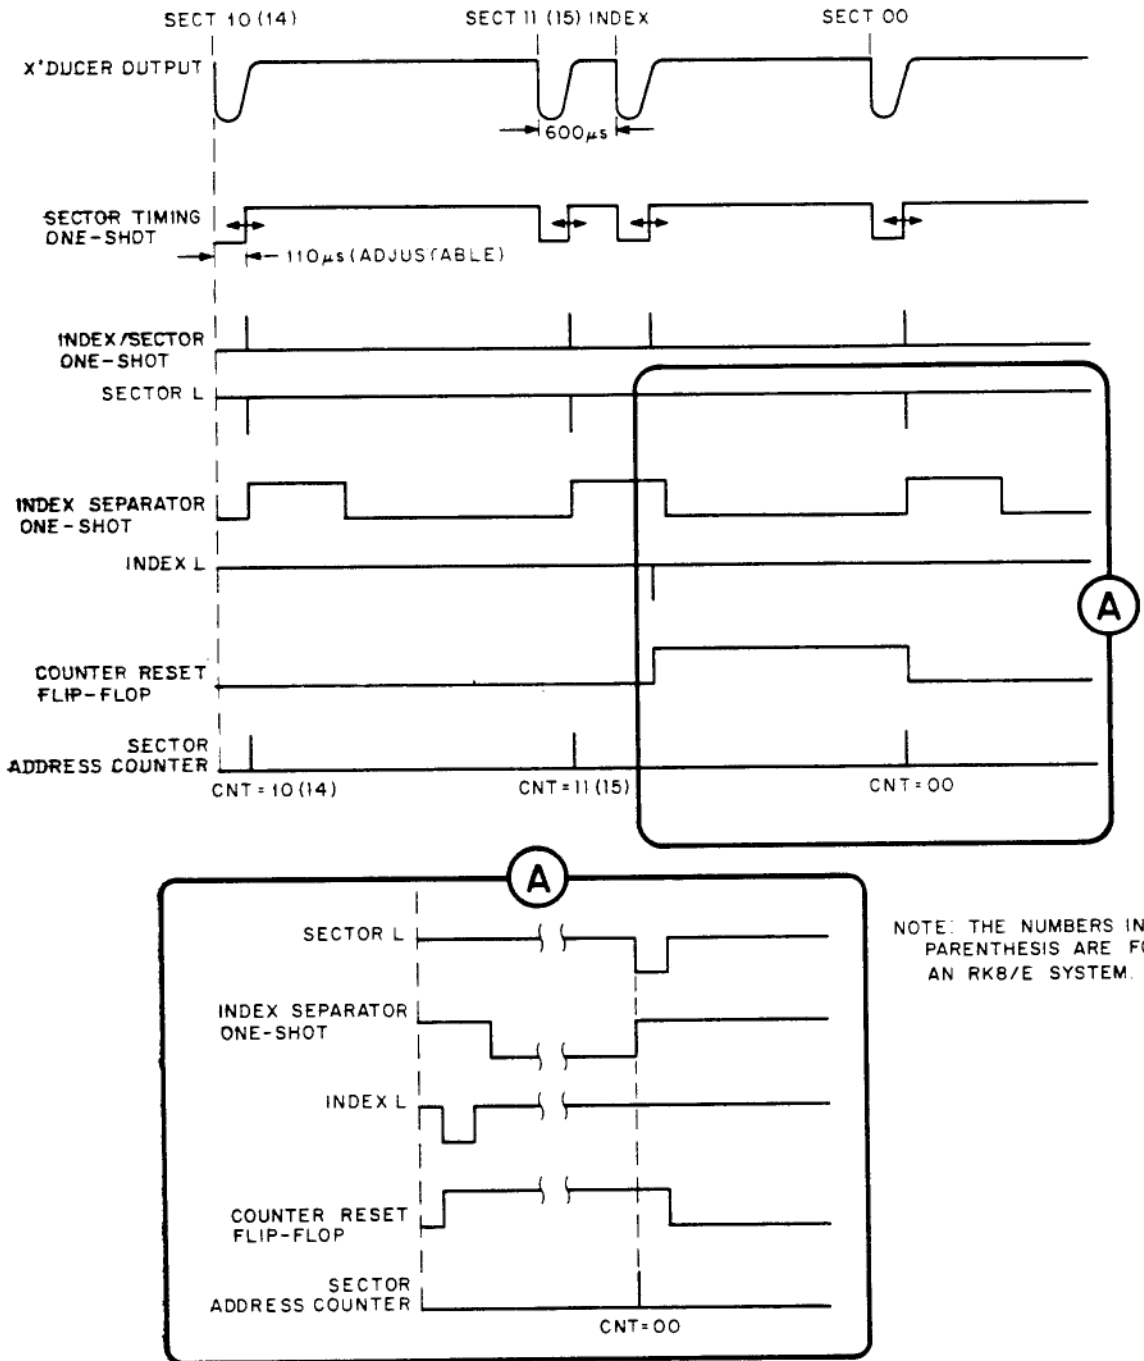 SECT 10 (14)
SECT 11 (15) INDEX
SECT 00
X'DUCER OUTPUT
600µs
SECTOR TIMING
ONE-SHOT
110µs (ADJUSTABLE)
INDEX/SECTOR
ONE-SHOT
SECTOR L
INDEX SEPARATOR
ONE-SHOT
INDEX L
A
COUNTER RESET
FLIP-FLOP
SECTOR
ADDRESS COUNTER
CNT=10 (14)
CNT=11 (15)
CNT=00
A
SECTOR L
NOTE: THE NUMBERS IN
PARENTHESIS ARE FO
AN RK8/E SYSTEM.
INDEX SEPARATOR
ONE-SHOT
INDEX L
COUNTER RESET
FLIP-FLOP
SECTOR
ADDRESS COUNTER
CNT=00